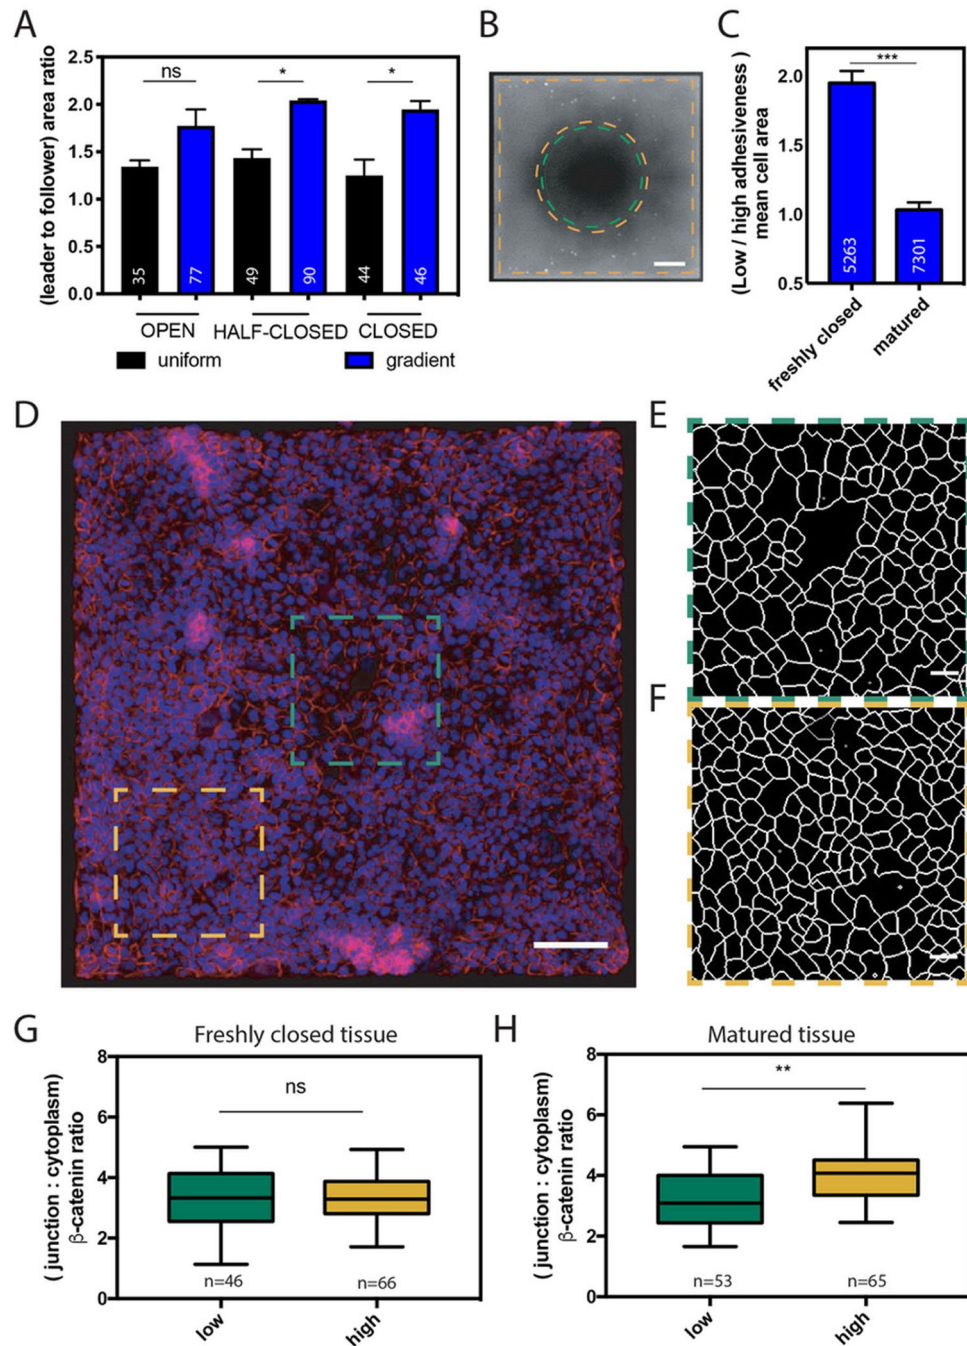 A
(leader to follower) area ratio
2.5
2.0
1.5
1.0
0.5
0.0
ns
*
*
35
77
49
90
44
46
OPEN
HALF-CLOSED
CLOSED
uniform
gradient
B
C
(Low / high adhesiveness )
mean cell area
2.0
1.5
1.0
0.5
***
5263
7301
freshly closed
matured
D
E
F
G
Freshly closed tissue
( junction : cytoplasm)
β-catenin ratio
8
6
4
2
0
ns
n=46
n=66
low
high
H
Matured tissue
( junction : cytoplasm)
β-catenin ratio
8
6
4
2
0
**
n=53
n=65
low
high